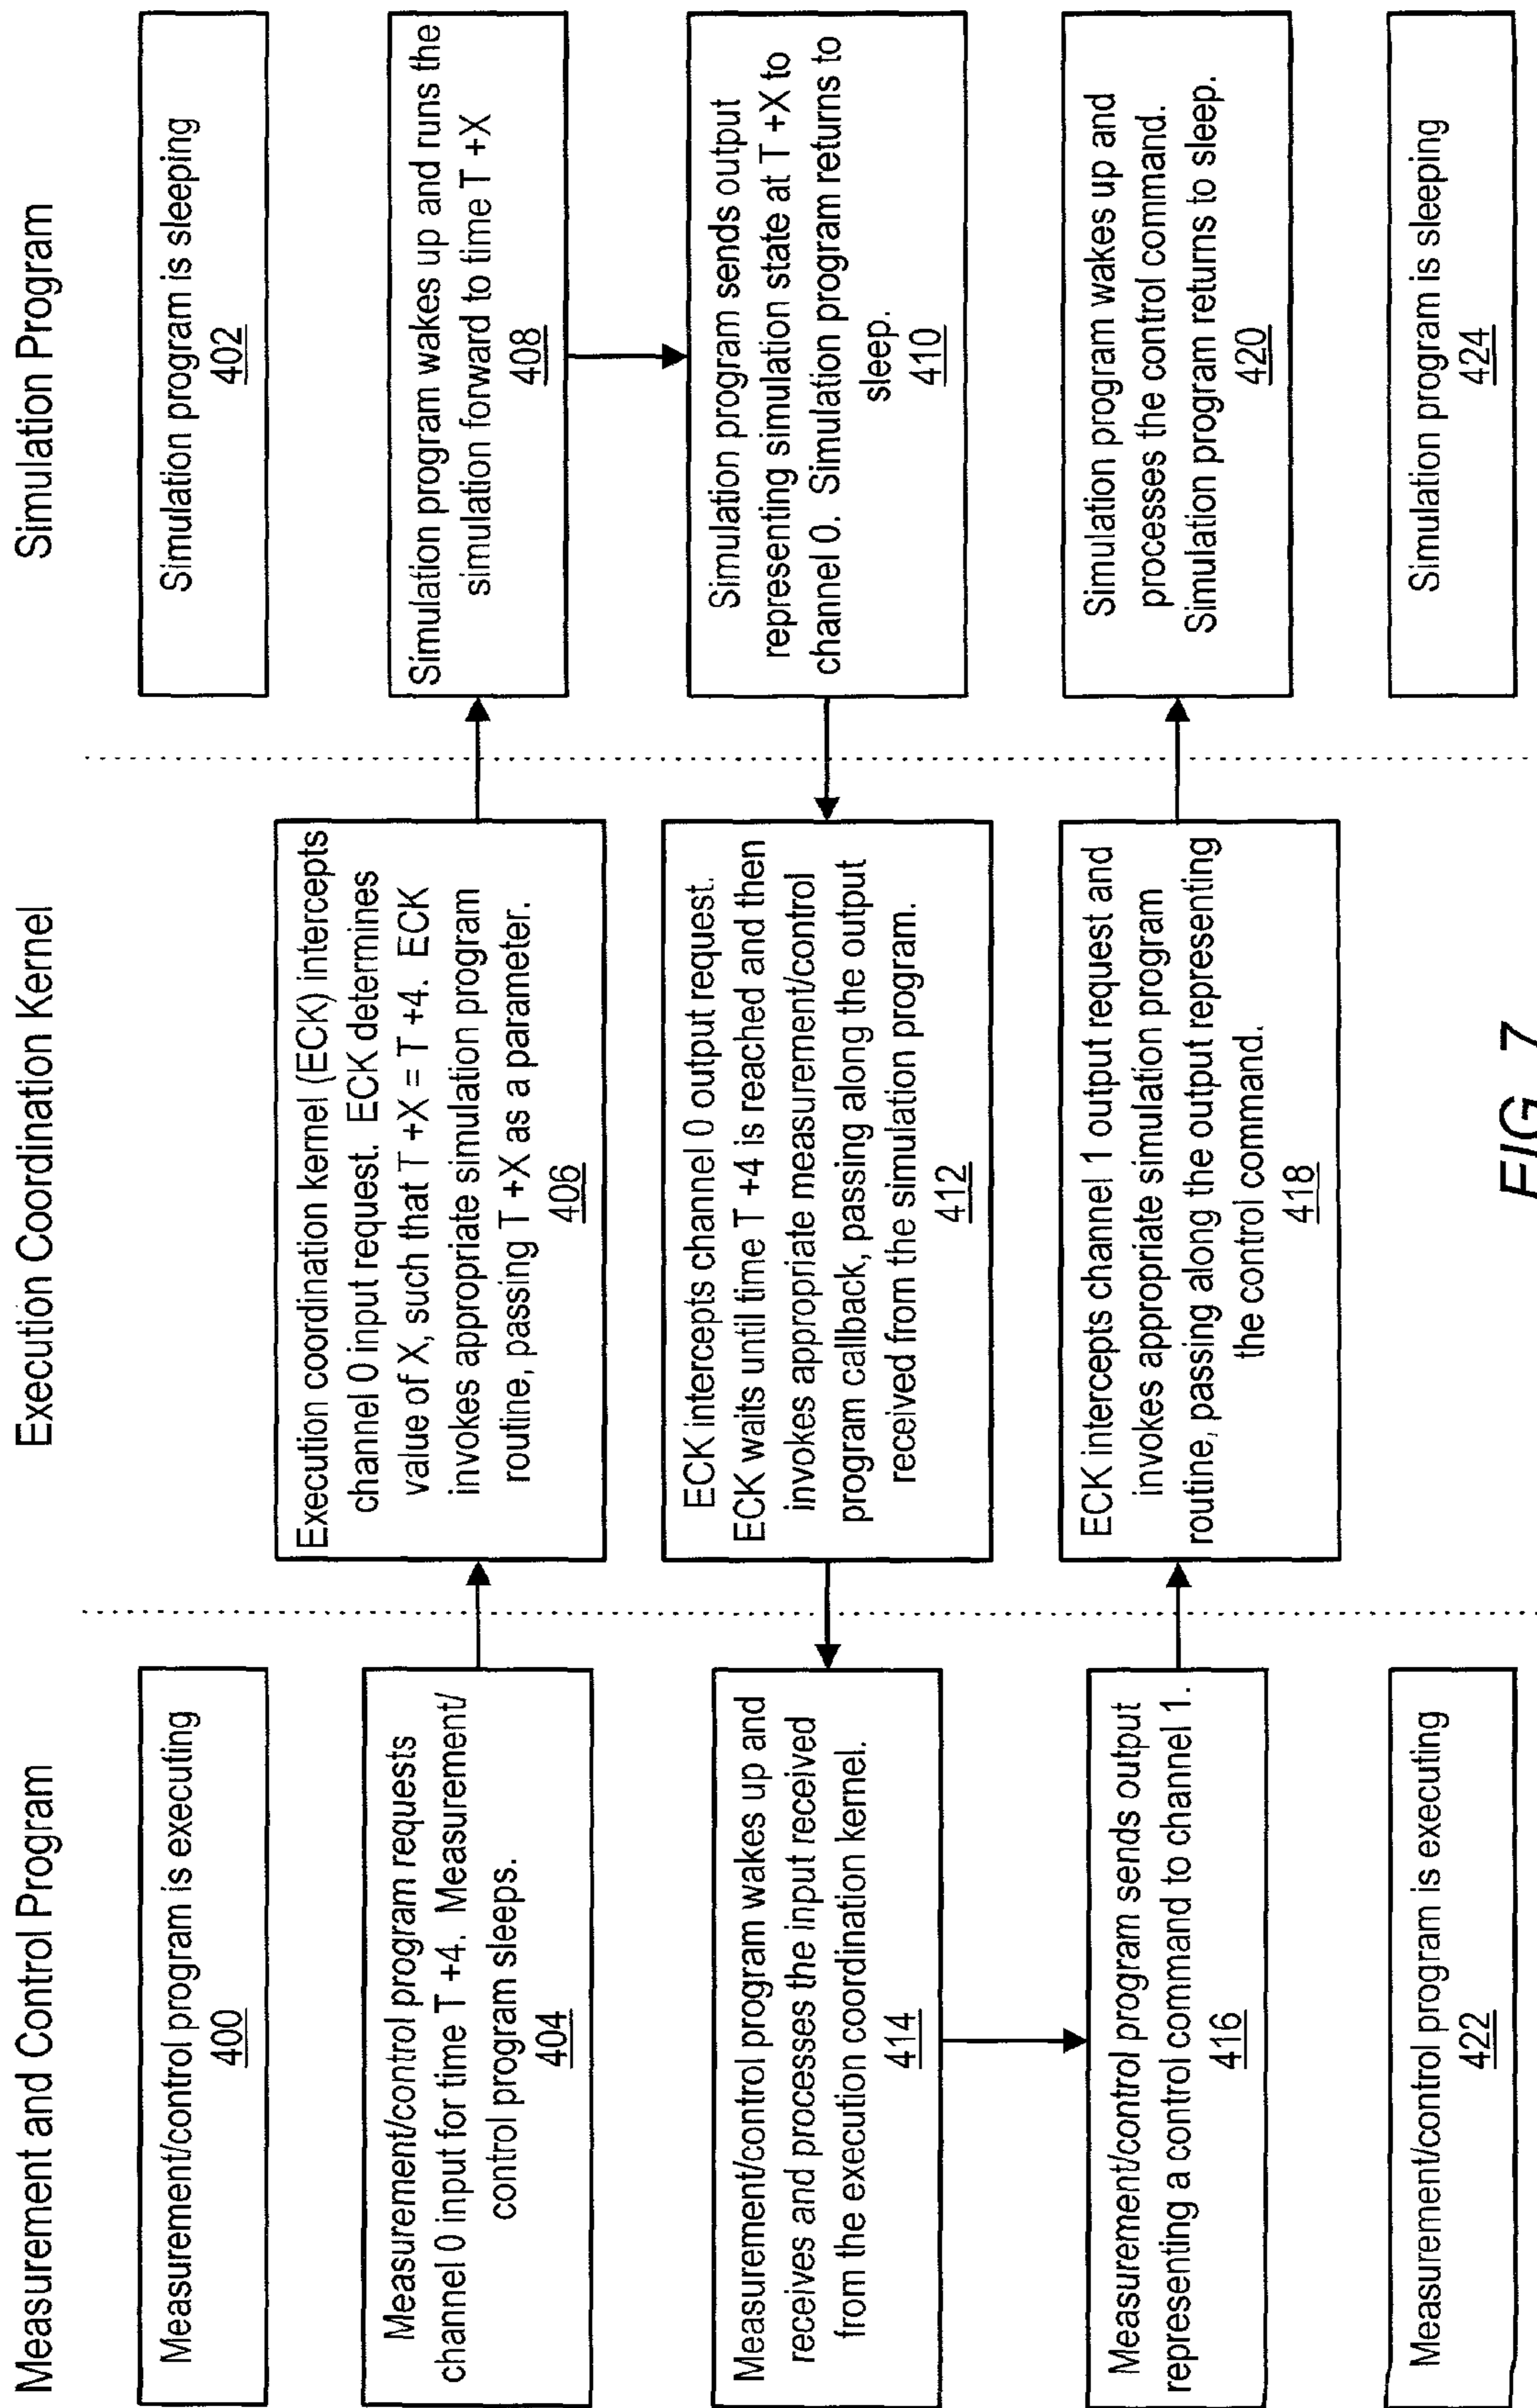 Measurement and Control Program
Execution Coordination Kernel
Simulation Program
Measurement/control program is executing
400
Simulation program is sleeping
402
Measurement/control program requests
channel 0 input for time T +4. Measurement/
control program sleeps.
404
Execution coordination kernel (ECK) intercepts
channel 0 input request. ECK determines
value of X, such that T +X = T +4. ECK
invokes appropriate simulation program
routine, passing T +X as a parameter.
406
Simulation program wakes up and runs the
simulation forward to time T +X
408
Simulation program sends output
representing simulation state at T +X to
channel 0. Simulation program returns to
sleep.
410
ECK intercepts channel 0 output request.
ECK waits until time T +4 is reached and then
invokes appropriate measurement/control
program callback, passing along the output
received from the simulation program.
412
Measurement/control program wakes up and
receives and processes the input received
from the execution coordination kernel.
414
Measurement/control program sends output
representing a control command to channel 1.
416
ECK intercepts channel 1 output request and
invokes appropriate simulation program
routine, passing along the output representing
the control command.
418
Simulation program wakes up and
processes the control command.
Simulation program returns to sleep.
420
Measurement/control program is executing
422
Simulation program is sleeping
424
FIG. 7